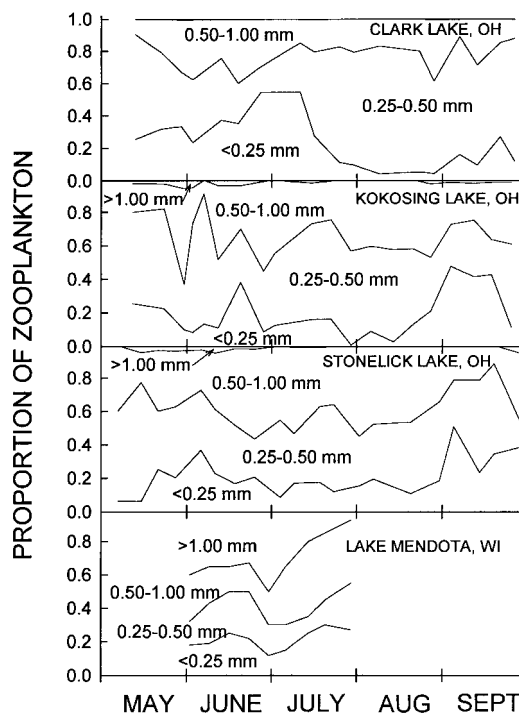 PROPORTION OF ZOOPLANKTON
1.0
0.8
0.6
0.4
0.2
0.0
0.50-1.00 mm
CLARK LAKE, OH
0.25-0.50 mm
<0.25 mm
0.8
0.6
0.4
0.2
0.0
>1.00 mm
0.50-1.00 mm
KOKOSING LAKE, OH
0.25-0.50 mm
<0.25 mm
0.8
0.6
0.4
0.2
0.0
>1.00 mm
STONELICK LAKE, OH
0.50-1.00 mm
0.25-0.50 mm
<0.25 mm
0.8
0.6
0.4
0.2
0.0
>1.00 mm
LAKE MENDOTA, WI
0.50-1.00 mm
0.25-0.50 mm
<0.25 mm
MAY JUNE JULY AUG SEPT